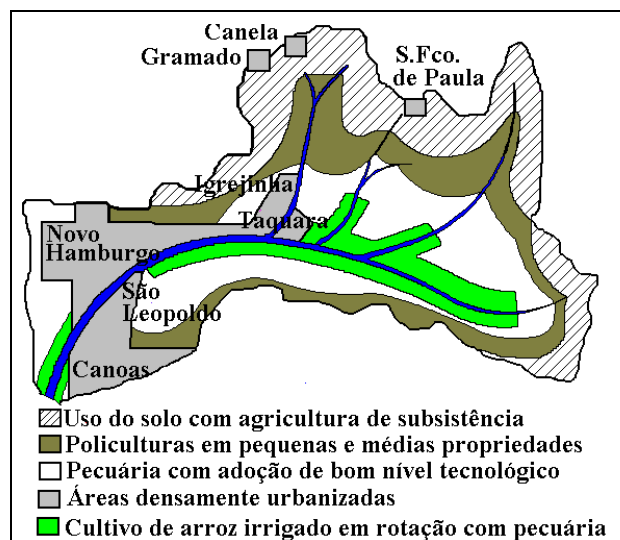 Canela
Gramado
S.Fco.
de Paula
Igrejinha
Taquara
Novo
Hamburgo
São
Leopoldo
Canoas
Uso do solo com agricultura de subsistência
Policulturas em pequenas e médias propriedades
Pecuária com adoção de bom nível tecnológico
Áreas densamente urbanizadas
Cultivo de arroz irrigado em rotação com pecuária